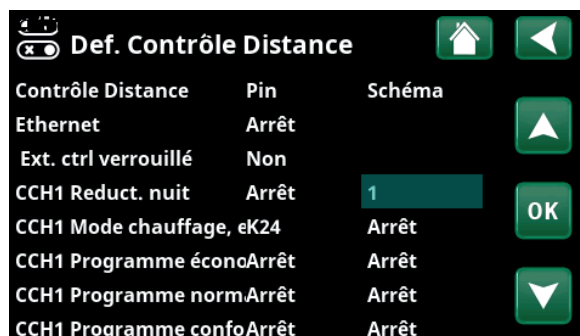 Def. Contrôle Distance
Contrôle Distance Pin Schéma
Ethernet Arrêt
Ext. ctrl verrouillé Non
CCH1 Reduct. nuit Arrêt 1
CCH1 Mode chauffage, eK24 Arrêt
OK
CCH1 Programme éconoArrêt Arrêt
CCH1 Programme normArrêt Arrêt
CCH1 Programme confoArrêt Arrêt